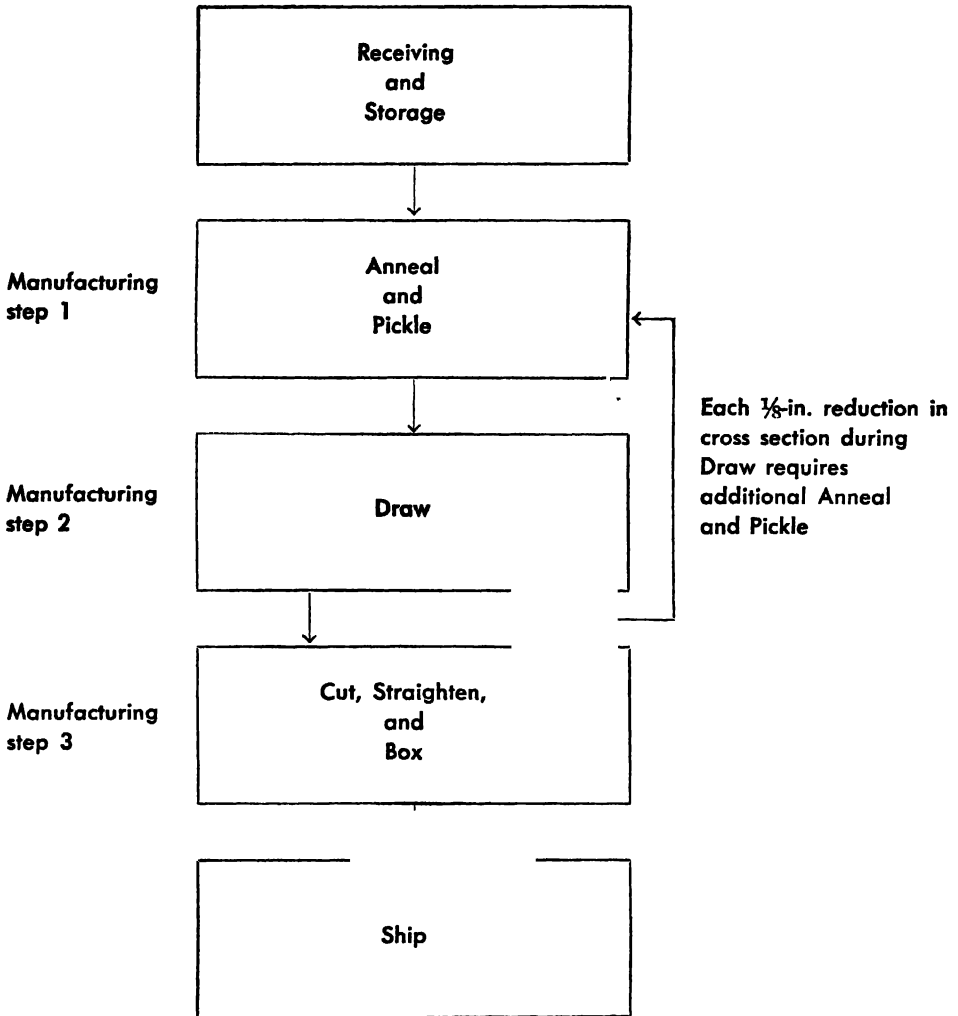 Receiving
and
Storage
Manufacturing
step 1
Anneal
and
Pickle
Each ⅛-in. reduction in
cross section during
Draw requires
additional Anneal
and Pickle
Manufacturing
step 2
Draw
Manufacturing
step 3
Cut, Straighten,
and
Box
Ship